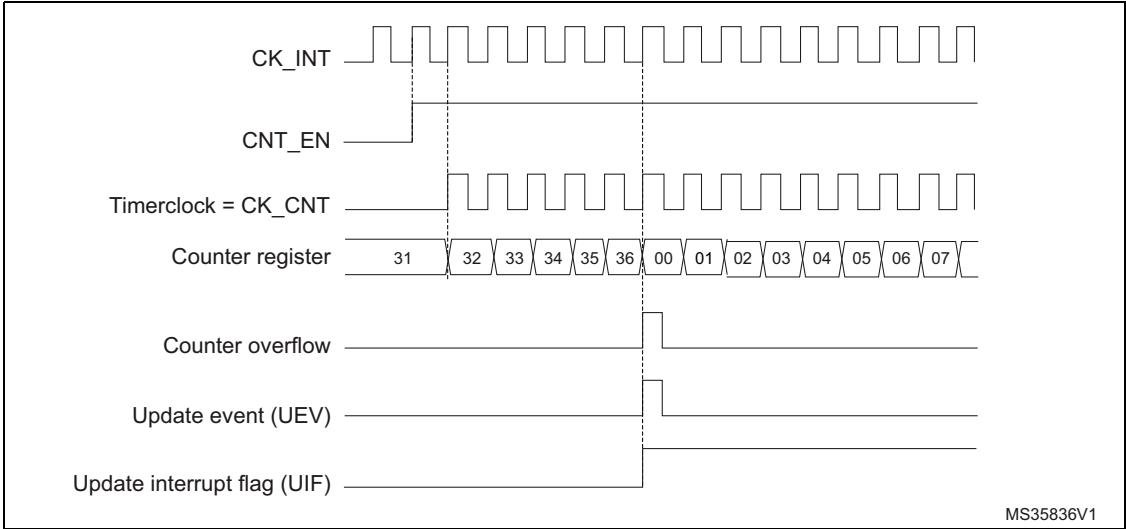 CK_INT
CNT_EN
Timerclock = CK_CNT
Counter register 31 32 33 34 35 36 00 01 02 03 04 05 06 07
Counter overflow
Update event (UEV)
Update interrupt flag (UIF)
MS35836V1